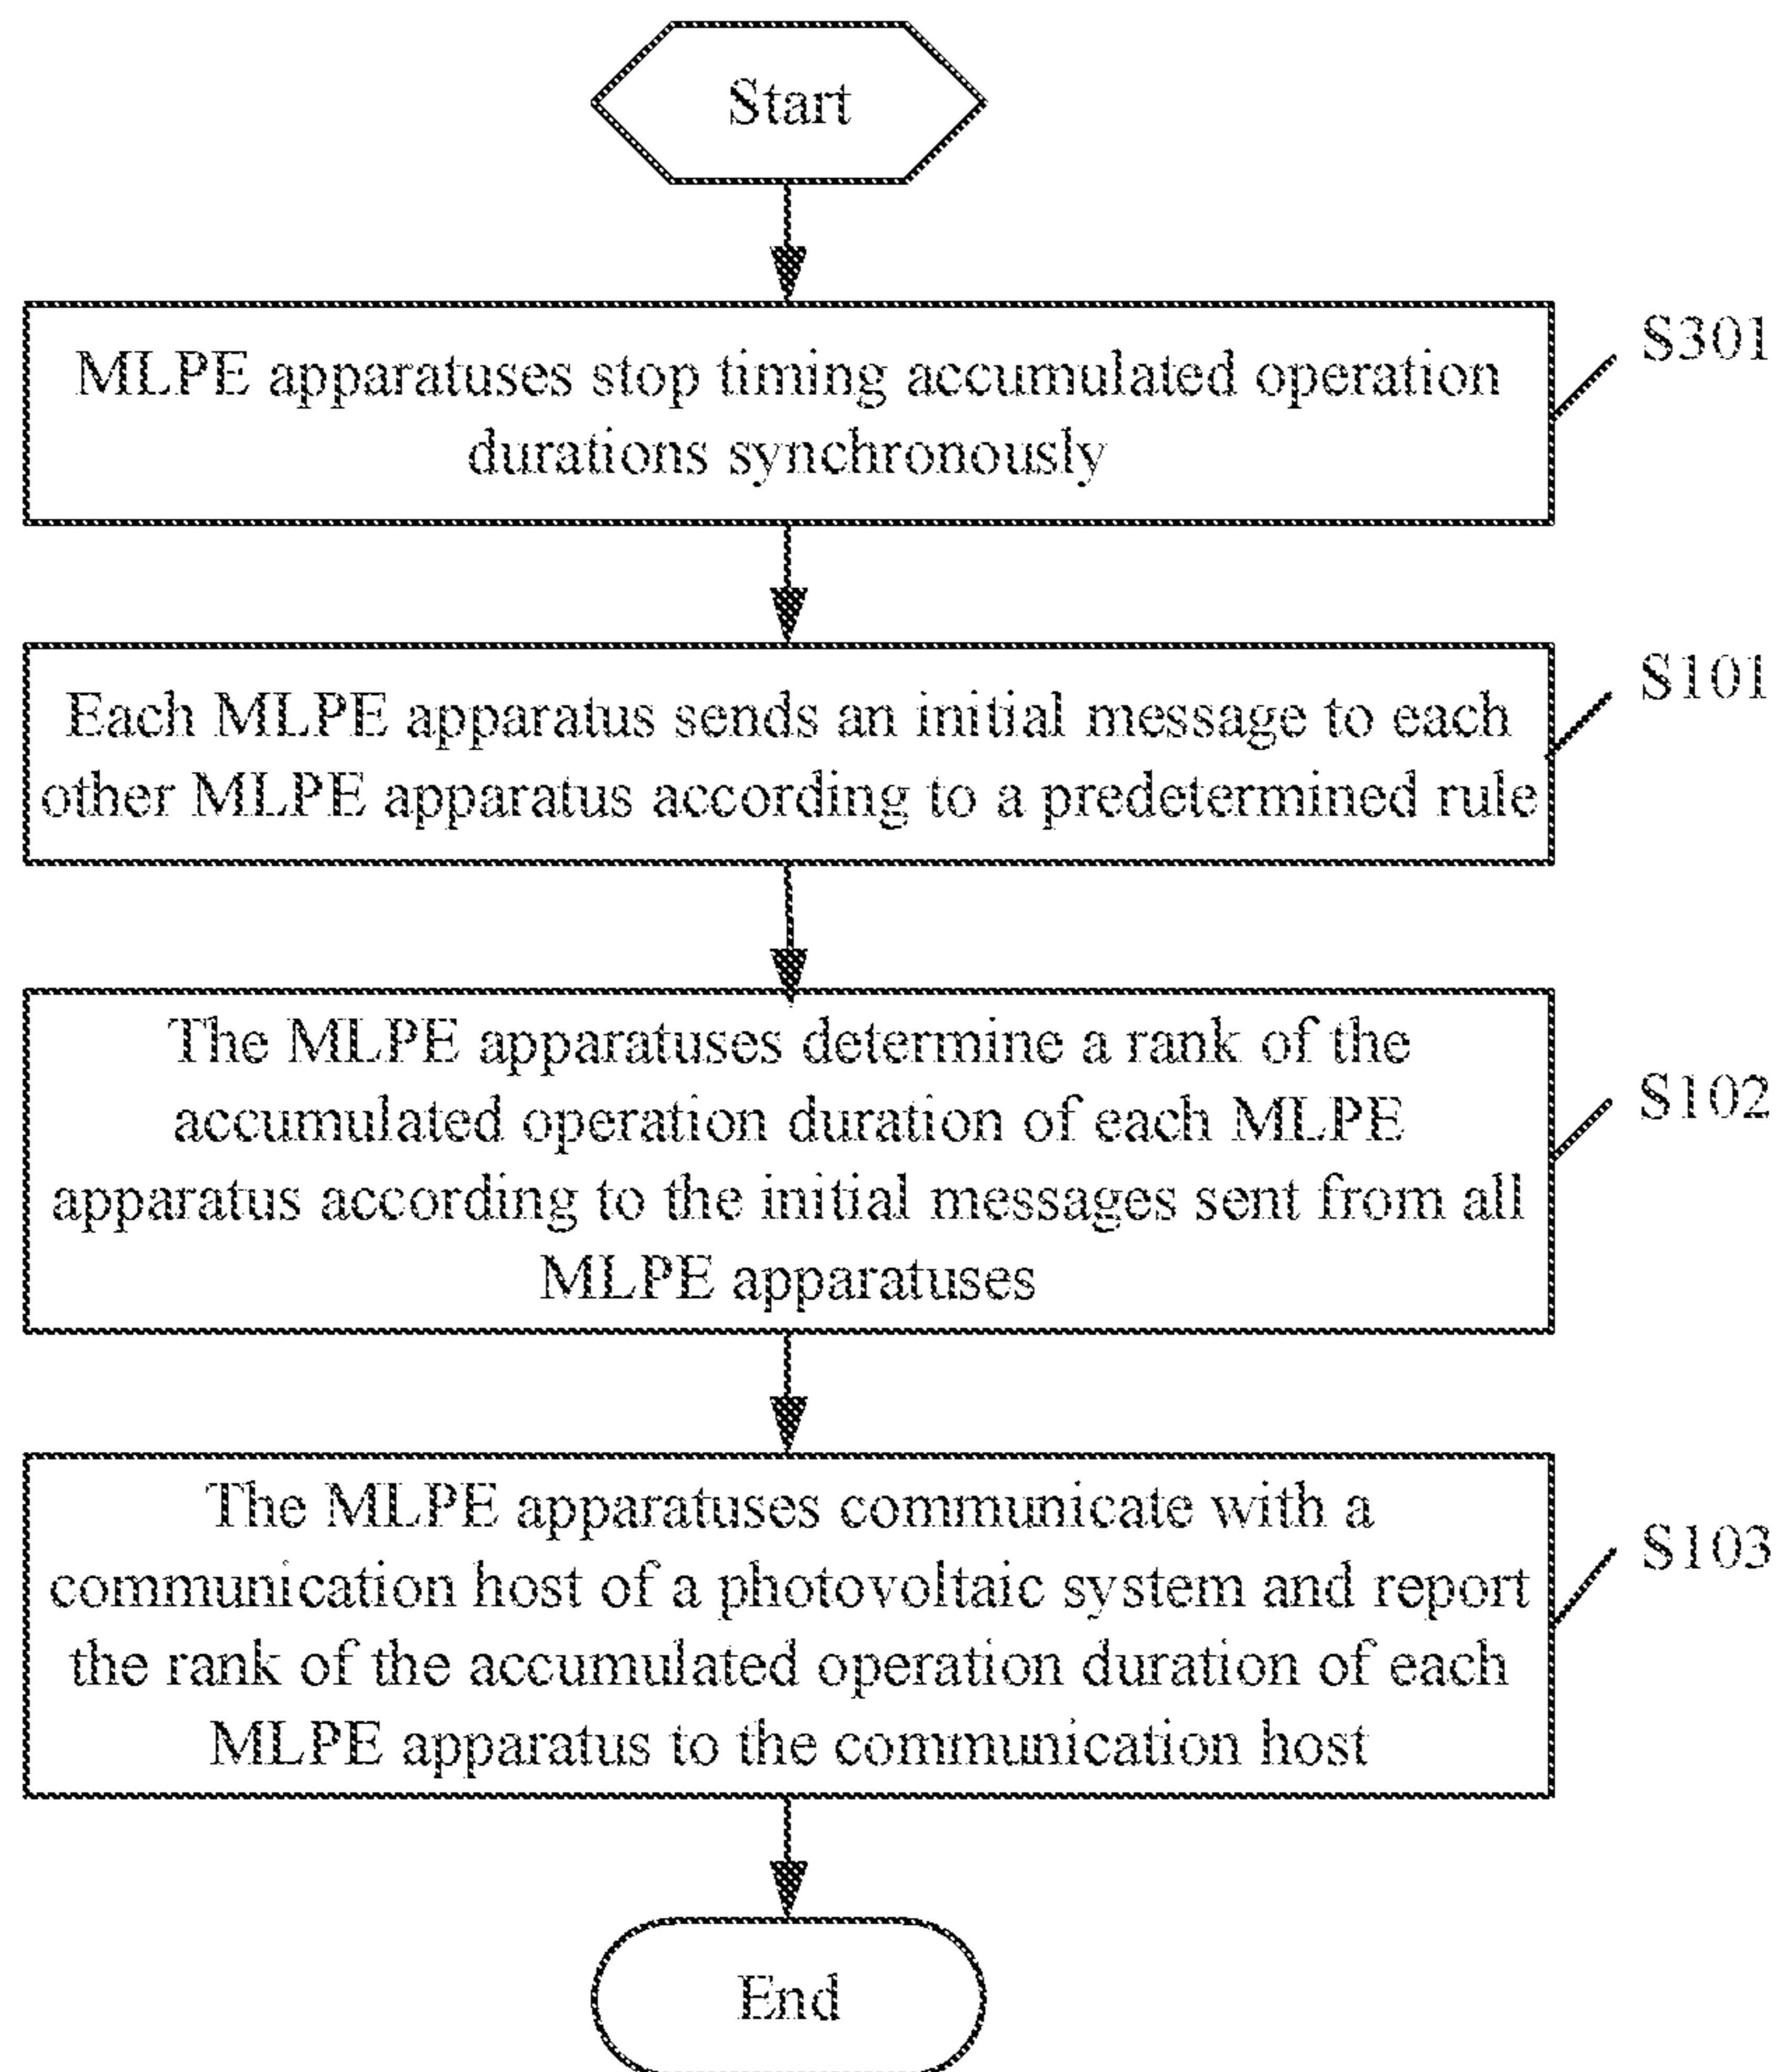 Start
MLPE apparatuses stop timing accumulated operation
durations synchronously
S301
Each MLPE apparatus sends an initial message to each
other MLPE apparatus according to a predetermined rule
S101
The MLPE apparatuses determine a rank of the
accumulated operation duration of each MLPE
apparatus according to the initial messages sent from all
MLPE apparatuses
S102
The MLPE apparatuses communicate with a
communication host of a photovoltaic system and report
the rank of the accumulated operation duration of each
MLPE apparatus to the communication host
S103
End